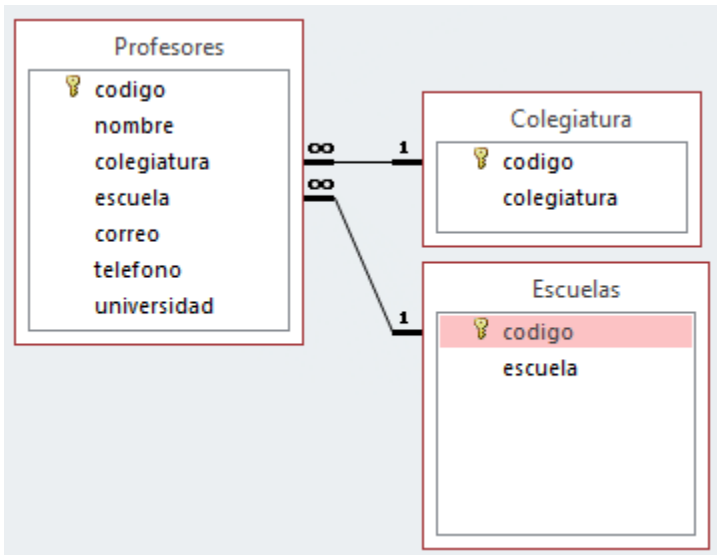 Profesores
codigo
nombre
colegiatura
escuela
correo
telefono
universidad
∞ 1
∞
1
Colegiatura
codigo
colegiatura
Escuelas
codigo
escuela